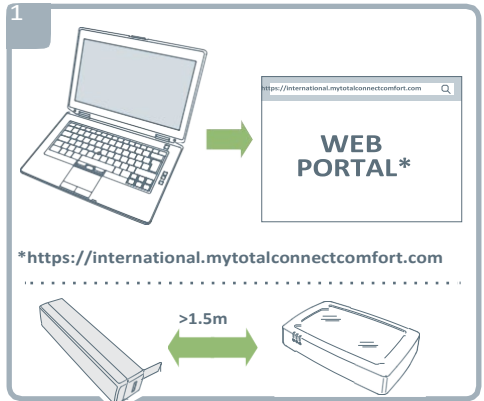 1
https://international.mytotalconnectcomfort.com
WEB
PORTAL*
*https://international.mytotalconnectcomfort.com
>1.5m